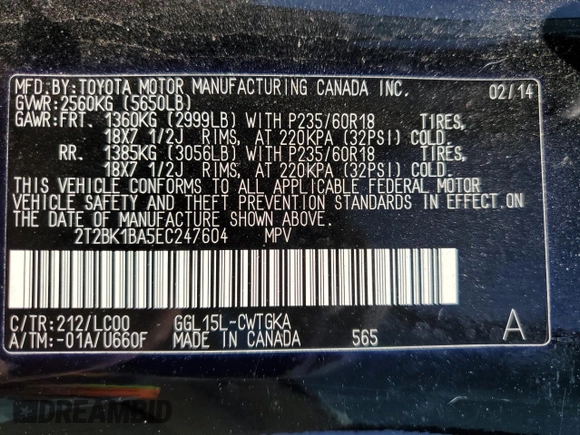 MFD.BY:TOYOTA MOTOR MANUFACTURING CANADA INC. 02/14
GVWR:2560KG (5650LB)
GAWR:FRT. 1360KG (2999LB) WITH P235/60R18 TIRES,
18X7 1/2J RIMS, AT 220KPA (32PSI) COLD.
RR. 1385KG (3056LB) WITH P235/60R18 TIRES,
18X7 1/2J RIMS, AT 220KPA (32PSI) COLD.
THIS VEHICLE CONFORMS TO ALL APPLICABLE FEDERAL MOTOR
VEHICLE SAFETY AND THEFT PREVENTION STANDARDS IN EFFECT ON
THE DATE OF MANUFACTURE SHOWN ABOVE.
2T2BK1BA5EC247604 MPV
C/TR:212/LC00 GGL15L-CWTGKA A
A/TM:-01A/U660F MADE IN CANADA 565
DREAMBID